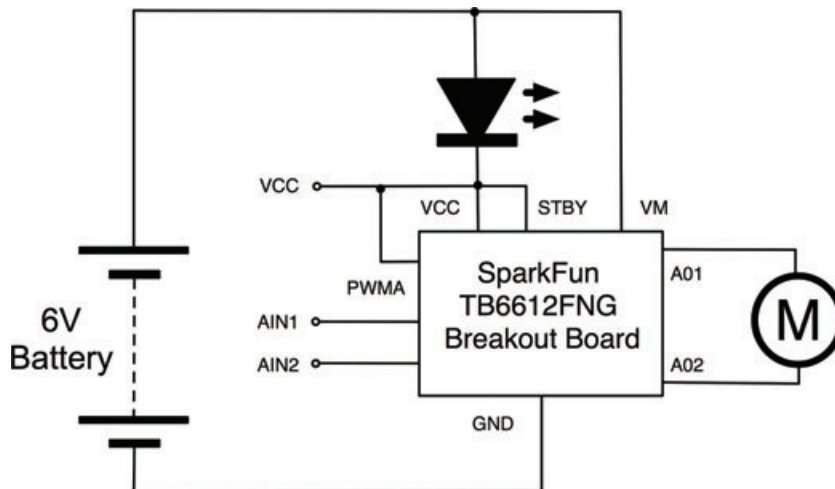 VCC
VCC
STBY
VM
SparkFun
TB6612FNG
Breakout Board
PWMA
A01
6V
Battery
AIN1
AIN2
M
A02
GND